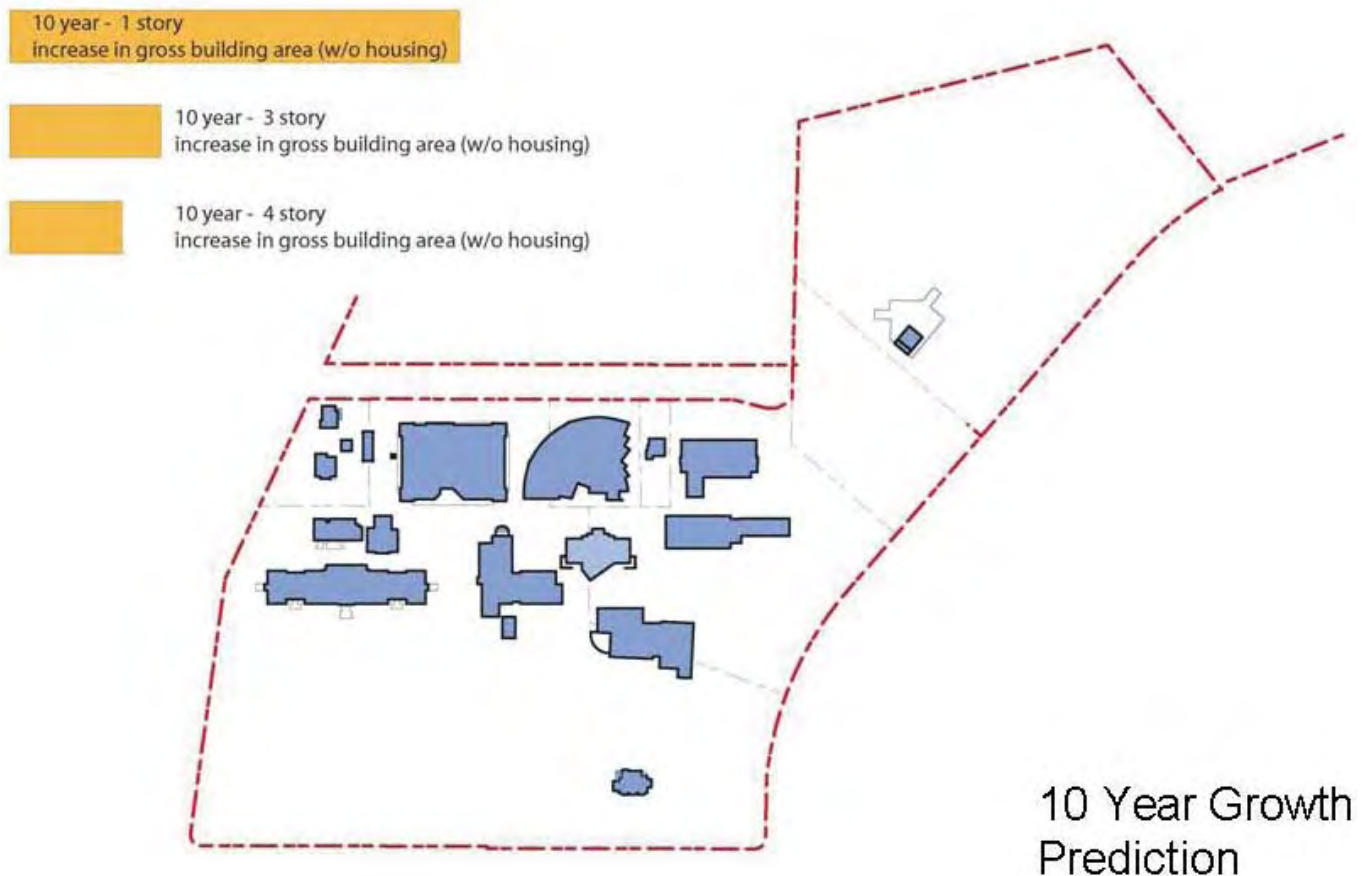 10 year - 1 story
increase in gross building area (w/o housing)
10 year - 3 story
increase in gross building area (w/o housing)
10 year - 4 story
increase in gross building area (w/o housing)
10 Year Growth
Prediction